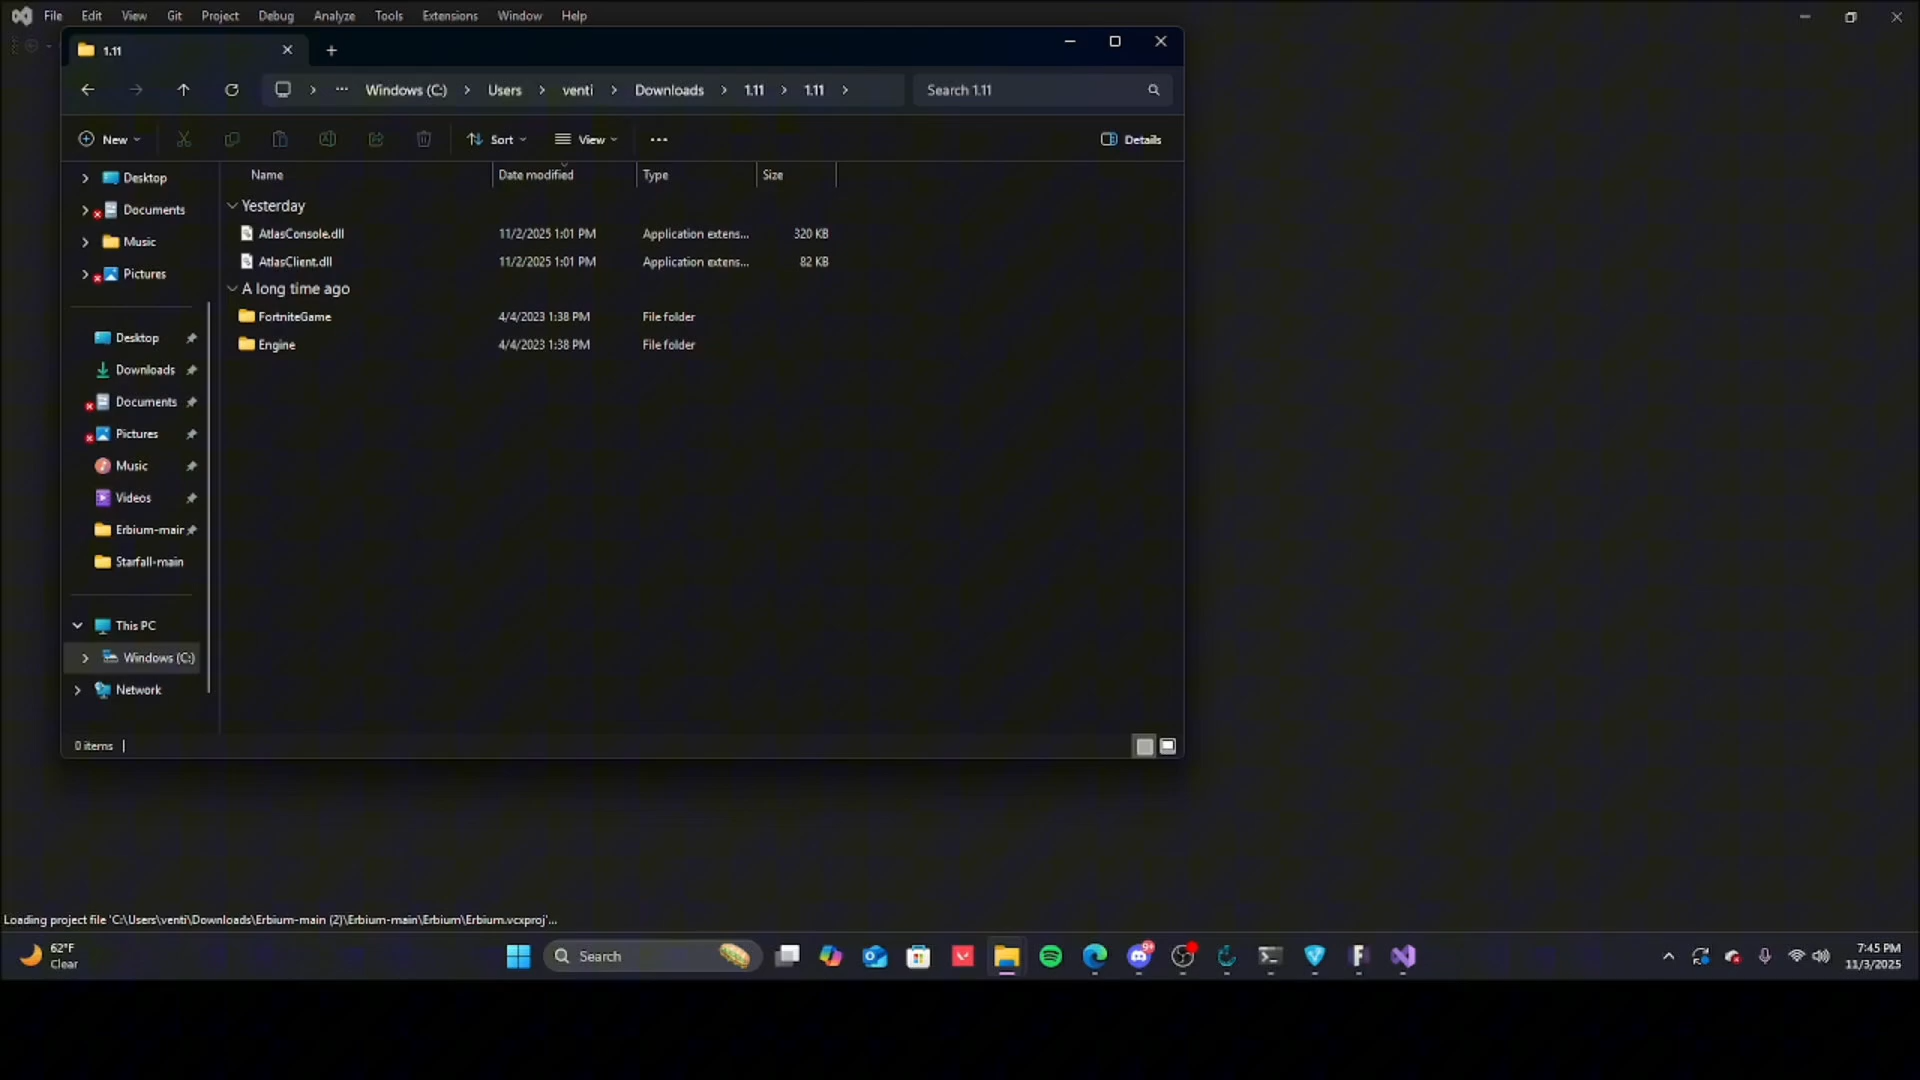 File Edit View Git Project Debug Analyze Tools Extensions Window Help
1.11
Windows (C:) Users venti Downloads 1.11 1.11 Search 1.11
New Sort View Details
Name Date modified Type Size
Desktop
Documents
Music
Pictures
Desktop
Downloads
Documents
Pictures
Music
Videos
Erbium-mair
Starfall-main
This PC
Windows (C:)
Network
Yesterday
AtlasConsole.dll 11/2/2025 1:01 PM Application extens... 320 KB
AtlasClient.dll 11/2/2025 1:01 PM Application extens... 82 KB
A long time ago
FortniteGame 4/4/2023 1:38 PM File folder
Engine 4/4/2023 1:38 PM File folder
0 items
Loading project file 'C:\Users\venti\Downloads\Erbium-main (2)\Erbium-main\Erbium\Erbium.vcxproj'...
62°F
Clear
Search
9+
7:45 PM
11/3/2025